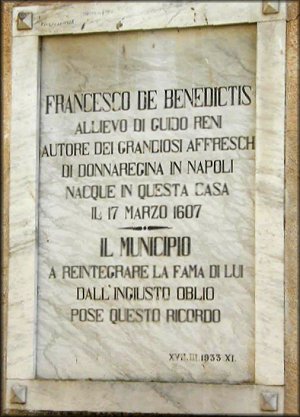 FRANCESCO DE BENEDICTIS
ALLIEVO DI GUIDO RENI
AUTORE DEI GRANDIOSI AFFRESCHI
DI DONNAREGINA IN NAPOLI
NACQUE IN QUESTA CASA
IL 17 MARZO 1607
IL MUNICIPIO
A REINTEGRARE LA FAMA DI LUI
DALL'INGIUSTO OBLIO
POSE QUESTO RICORDO
XVII.III.1933 XI.